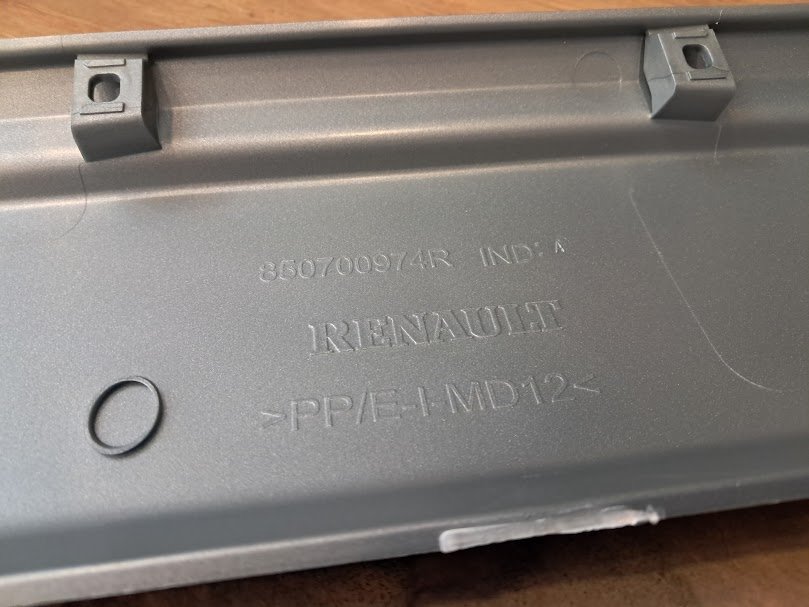 850700974R IND: A
RENAULT
>PP/E-I-MD12<